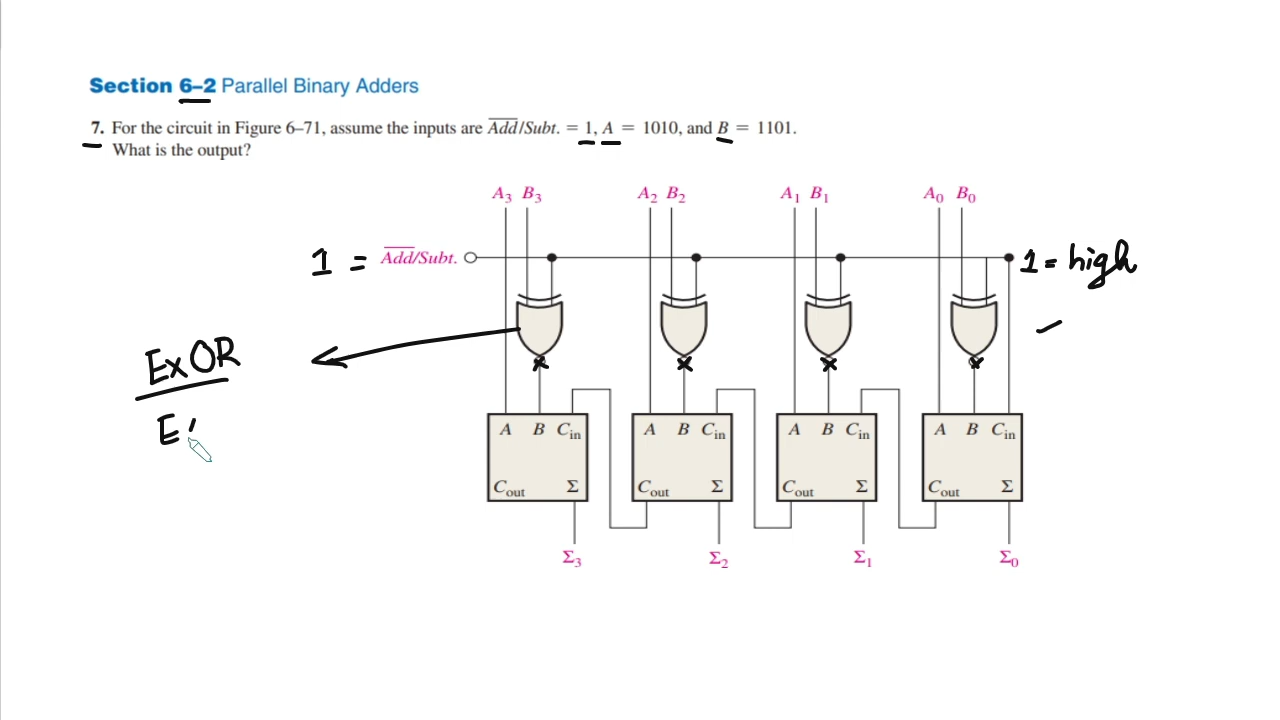 Section 6–2 Parallel Binary Adders
7. For the circuit in Figure 6–71, assume the inputs are A̅d̅d̅/Subt. = 1, A = 1010, and B = 1101.
What is the output?
A₃ B₃ A₂ B₂ A₁ B₁ A₀ B₀
1 = A̅d̅d̅/Subt. 1 = high
ExOR
E'
A B Cin A B Cin A B Cin A B Cin
Cout Σ Cout Σ Cout Σ Cout Σ
Σ₃ Σ₂ Σ₁ Σ₀